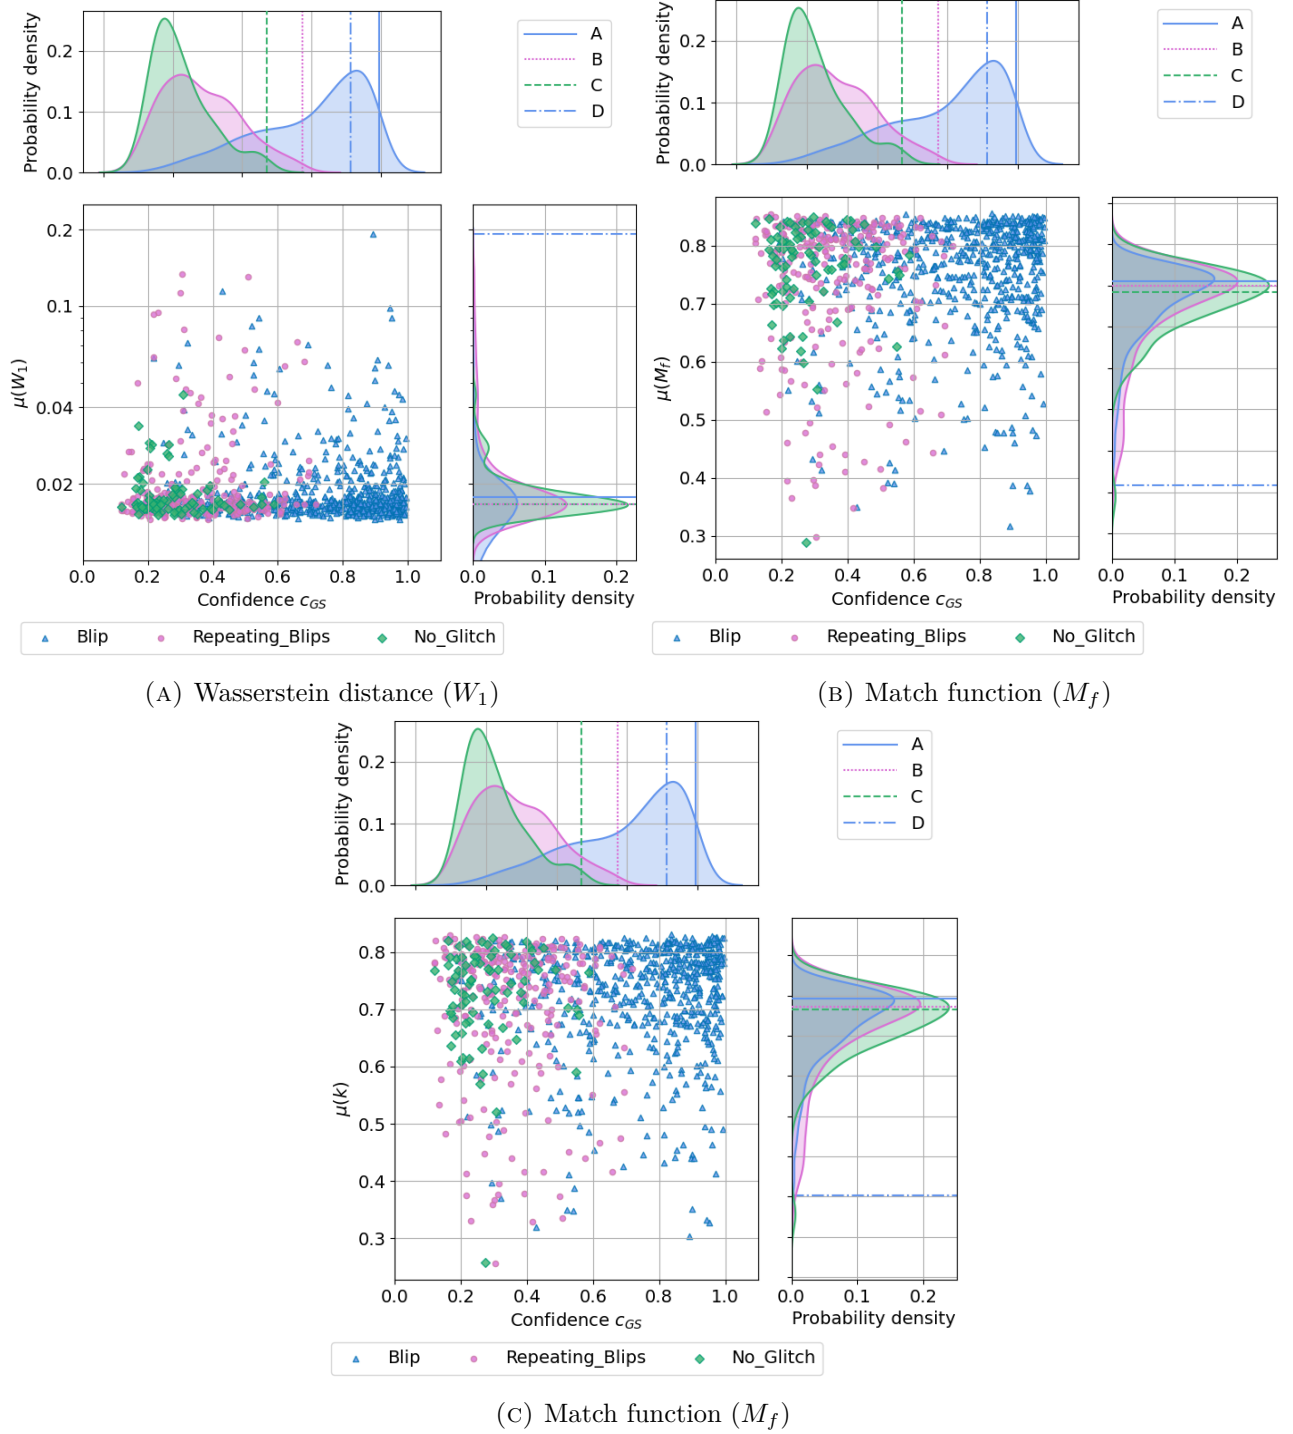 Probability density
0.2
0.1
0.0
A
B
C
D
μ(W₁)
0.2
0.1
0.04
0.02
0.0 0.2 0.4 0.6 0.8 1.0
Confidence c_GS
0.0 0.1 0.2
Probability density
Blip Repeating_Blips No_Glitch
(A) Wasserstein distance (W₁)
Probability density
0.2
0.1
0.0
A
B
C
D
μ(M_f)
0.8
0.7
0.6
0.5
0.4
0.3
0.0 0.2 0.4 0.6 0.8 1.0
Confidence c_GS
0.0 0.1 0.2
Probability density
Blip Repeating_Blips No_Glitch
(B) Match function (M_f)
Probability density
0.2
0.1
0.0
A
B
C
D
μ(k)
0.8
0.7
0.6
0.5
0.4
0.3
0.0 0.2 0.4 0.6 0.8 1.0
Confidence c_GS
0.0 0.1 0.2
Probability density
Blip Repeating_Blips No_Glitch
(C) Match function (M_f)